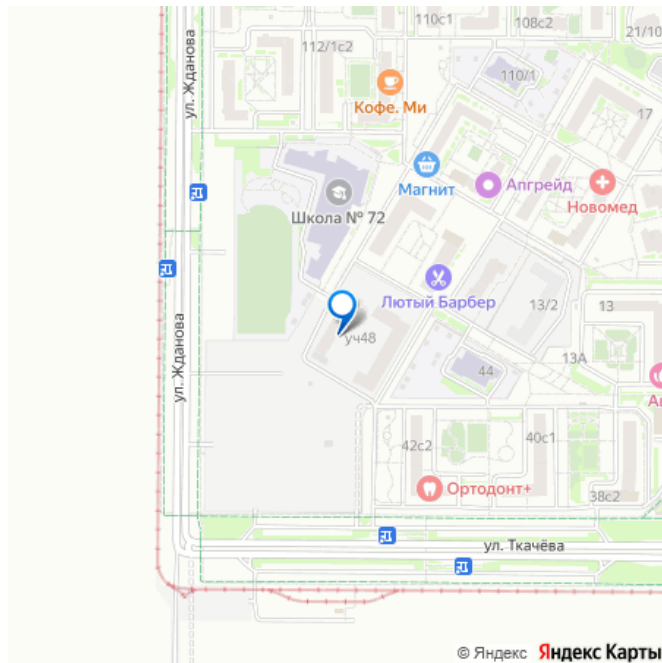 110с1
108с2
21/10
112/1с2
110/1
ул. Жданова
Кофе. Ми
17
Магнит
Апгрейд
Новомед
Школа № 72
Лютый Барбер
13/2
13
уч48
13А
44
ул. Жданова
42с2
40с1
Ортодонт+
38с2
ул. Ткачёва
© Яндекс Яндекс Карты